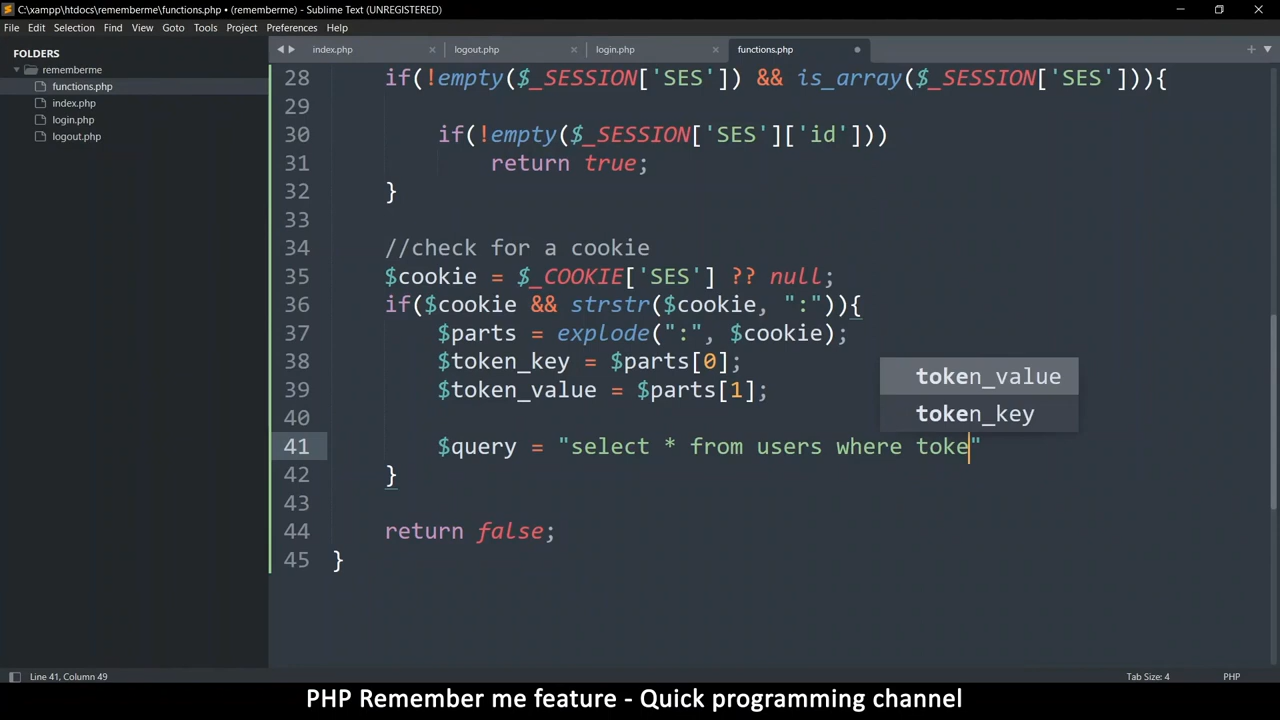 C:\xampp\htdocs\rememberme\functions.php • (rememberme) - Sublime Text (UNREGISTERED)
File Edit Selection Find View Goto Tools Project Preferences Help
FOLDERS
rememberme
functions.php
index.php
login.php
logout.php
index.php × logout.php × login.php × functions.php
28 if(!empty($_SESSION['SES']) && is_array($_SESSION['SES'])){
29
30 if(!empty($_SESSION['SES']['id']))
31 return true;
32 }
33
34 //check for a cookie
35 $cookie = $_COOKIE['SES'] ?? null;
36 if($cookie && strstr($cookie, ":")){
37 $parts = explode(":", $cookie);
38 $token_key = $parts[0];
39 $token_value = $parts[1];
40
41 $query = "select * from users where toke"
42 }
43
44 return false;
45 }
token_value
token_key
Line 41, Column 49
Tab Size: 4 PHP
PHP Remember me feature - Quick programming channel